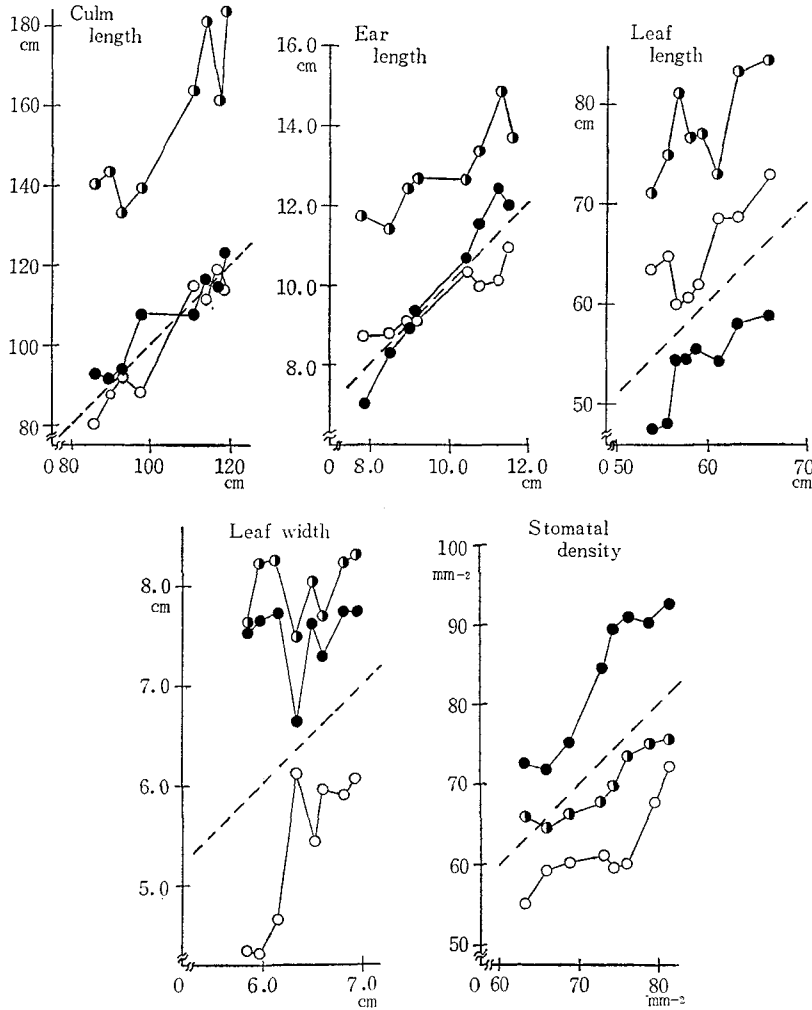 Culm
length
180
cm
160
140
120
100
80
0 80 100 120
cm
Ear
length
16.0
cm
14.0
12.0
10.0
8.0
0 8.0 10.0 12.0
cm
Leaf
length
80
cm
70
60
50
0 50 60 70
cm
Leaf width
8.0
cm
7.0
6.0
5.0
0 6.0 7.0
cm
Stomatal
density
100
mm-2
90
80
70
60
50
0 60 70 80
mm-2